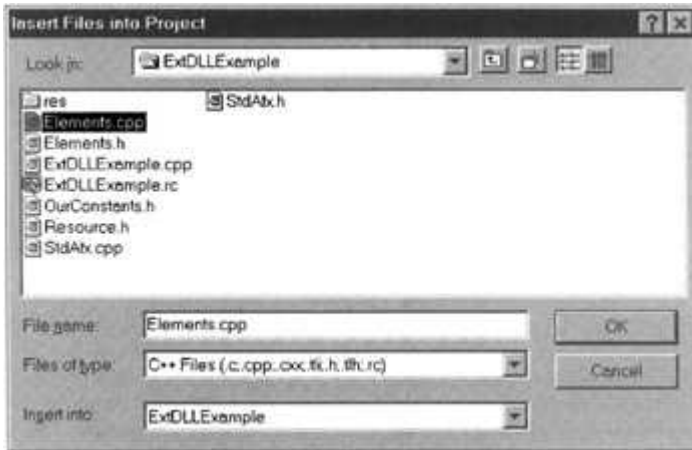 Insert Files into Project
Look in: ExtDLLExample
res
Elements.cpp
Elements.h
ExtDLLExample.cpp
ExtDLLExample.rc
OurConstants.h
Resource.h
StdAfx.cpp
StdAfx.h
File name: Elements.cpp OK
Files of type: C++ Files (.c;.cpp;.cxx;.tli;.h;.tlh;.rc) Cancel
Insert into: ExtDLLExample